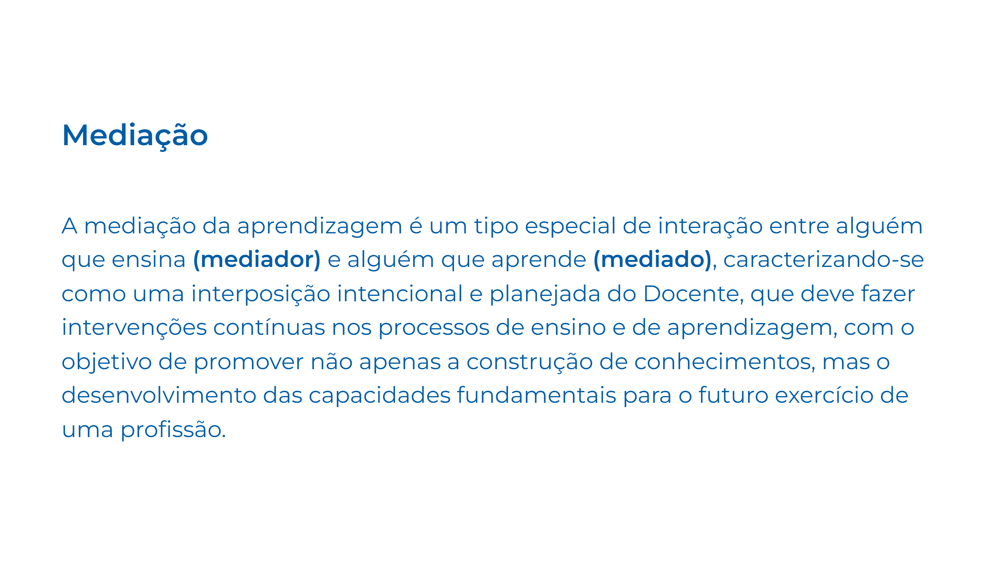 Mediação
A mediação da aprendizagem é um tipo especial de interação entre alguém
que ensina (mediador) e alguém que aprende (mediado), caracterizando-se
como uma interposição intencional e planejada do Docente, que deve fazer
intervenções contínuas nos processos de ensino e de aprendizagem, com o
objetivo de promover não apenas a construção de conhecimentos, mas o
desenvolvimento das capacidades fundamentais para o futuro exercício de
uma profissão.